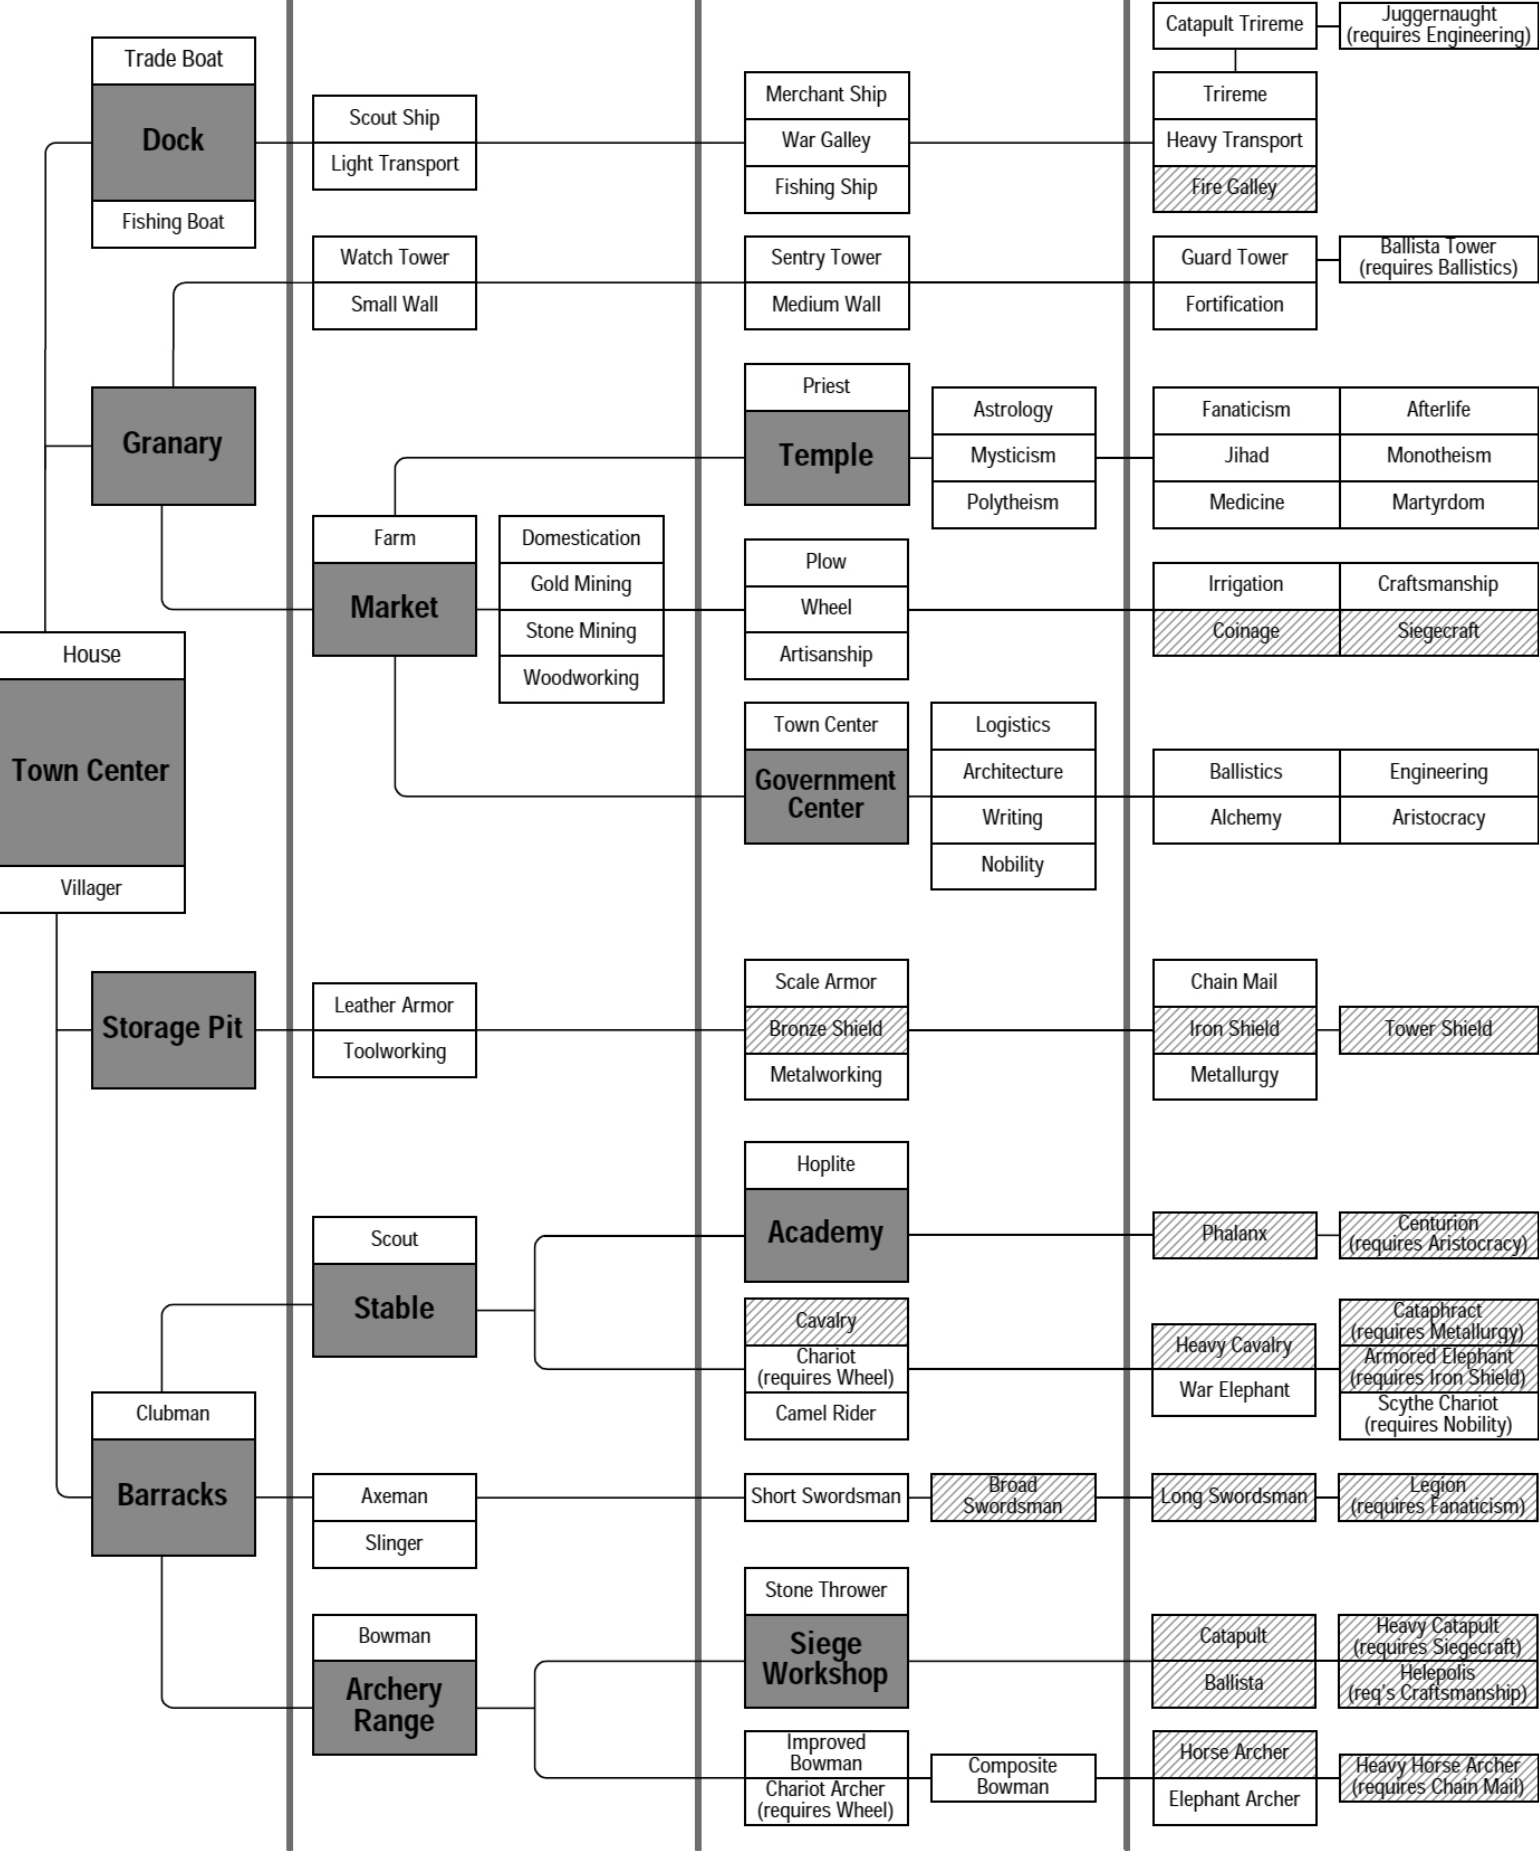 Catapult Trireme
Juggernaught
(requires Engineering)
Trade Boat
Dock
Fishing Boat
Scout Ship
Light Transport
Merchant Ship
War Galley
Fishing Ship
Trireme
Heavy Transport
Fire Galley
Watch Tower
Small Wall
Sentry Tower
Medium Wall
Guard Tower
Fortification
Ballista Tower
(requires Ballistics)
Granary
Priest
Temple
Astrology
Mysticism
Polytheism
Fanaticism
Afterlife
Jihad
Monotheism
Medicine
Martyrdom
Farm
Market
Domestication
Gold Mining
Stone Mining
Woodworking
Plow
Wheel
Artisanship
Irrigation
Craftsmanship
Coinage
Siegecraft
House
Town Center
Villager
Town Center
Government
Center
Logistics
Architecture
Writing
Nobility
Ballistics
Engineering
Alchemy
Aristocracy
Storage Pit
Leather Armor
Toolworking
Scale Armor
Bronze Shield
Metalworking
Chain Mail
Iron Shield
Metallurgy
Tower Shield
Hoplite
Academy
Phalanx
Centurion
(requires Aristocracy)
Scout
Stable
Cavalry
Chariot
(requires Wheel)
Camel Rider
Heavy Cavalry
War Elephant
Cataphract
(requires Metallurgy)
Armored Elephant
(requires Iron Shield)
Scythe Chariot
(requires Nobility)
Clubman
Barracks
Axeman
Slinger
Short Swordsman
Broad
Swordsman
Long Swordsman
Legion
(requires Fanaticism)
Stone Thrower
Siege
Workshop
Catapult
Ballista
Heavy Catapult
(requires Siegecraft)
Helepolis
(req's Craftsmanship)
Bowman
Archery
Range
Improved
Bowman
Chariot Archer
(requires Wheel)
Composite
Bowman
Horse Archer
Elephant Archer
Heavy Horse Archer
(requires Chain Mail)